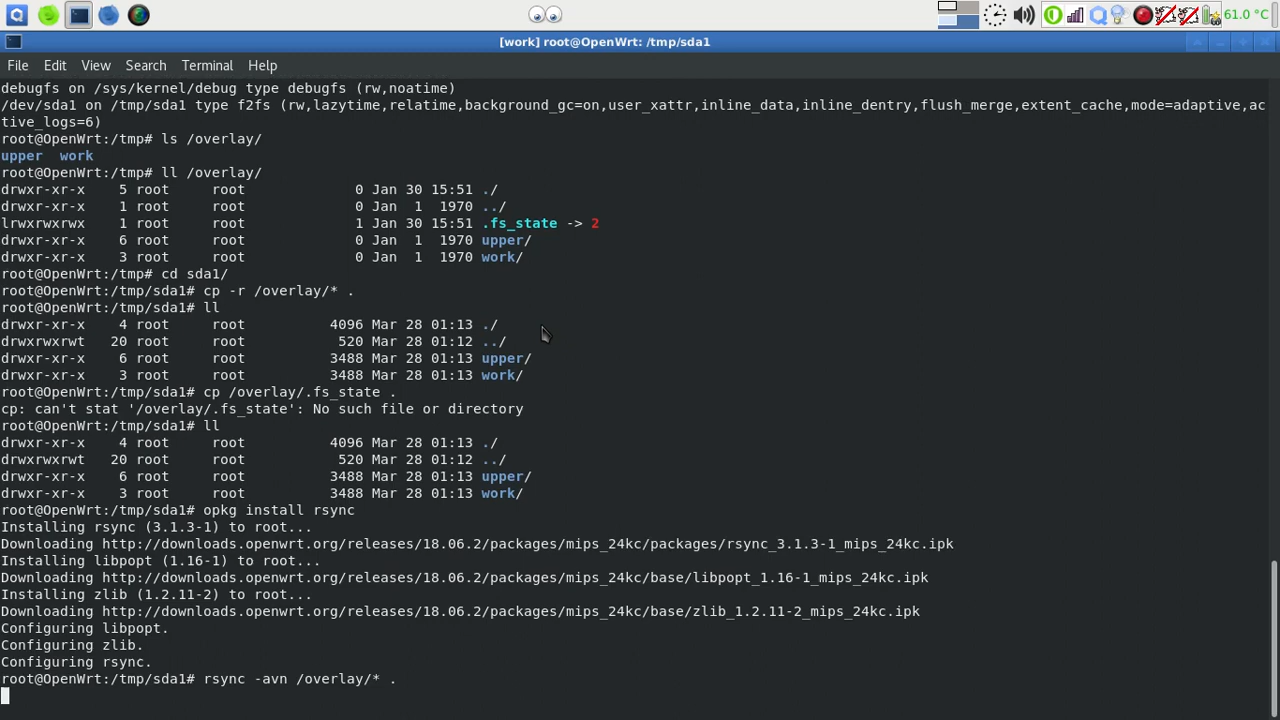 61.0 °C
[work] root@OpenWrt: /tmp/sda1
File Edit View Search Terminal Help
debugfs on /sys/kernel/debug type debugfs (rw,noatime)
/dev/sda1 on /tmp/sda1 type f2fs (rw,lazytime,relatime,background_gc=on,user_xattr,inline_data,inline_dentry,flush_merge,extent_cache,mode=adaptive,ac
tive_logs=6)
root@OpenWrt:/tmp# ls /overlay/
upper  work
root@OpenWrt:/tmp# ll /overlay/
drwxr-xr-x    5 root     root             0 Jan 30 15:51 ./
drwxr-xr-x    1 root     root             0 Jan  1  1970 ../
lrwxrwxrwx    1 root     root             1 Jan 30 15:51 .fs_state -> 2
drwxr-xr-x    6 root     root             0 Jan  1  1970 upper/
drwxr-xr-x    3 root     root             0 Jan  1  1970 work/
root@OpenWrt:/tmp# cd sda1/
root@OpenWrt:/tmp/sda1# cp -r /overlay/* .
root@OpenWrt:/tmp/sda1# ll
drwxr-xr-x    4 root     root          4096 Mar 28 01:13 ./
drwxrwxrwt   20 root     root           520 Mar 28 01:12 ../
drwxr-xr-x    6 root     root          3488 Mar 28 01:13 upper/
drwxr-xr-x    3 root     root          3488 Mar 28 01:13 work/
root@OpenWrt:/tmp/sda1# cp /overlay/.fs_state .
cp: can't stat '/overlay/.fs_state': No such file or directory
root@OpenWrt:/tmp/sda1# ll
drwxr-xr-x    4 root     root          4096 Mar 28 01:13 ./
drwxrwxrwt   20 root     root           520 Mar 28 01:12 ../
drwxr-xr-x    6 root     root          3488 Mar 28 01:13 upper/
drwxr-xr-x    3 root     root          3488 Mar 28 01:13 work/
root@OpenWrt:/tmp/sda1# opkg install rsync
Installing rsync (3.1.3-1) to root...
Downloading http://downloads.openwrt.org/releases/18.06.2/packages/mips_24kc/packages/rsync_3.1.3-1_mips_24kc.ipk
Installing libpopt (1.16-1) to root...
Downloading http://downloads.openwrt.org/releases/18.06.2/packages/mips_24kc/base/libpopt_1.16-1_mips_24kc.ipk
Installing zlib (1.2.11-2) to root...
Downloading http://downloads.openwrt.org/releases/18.06.2/packages/mips_24kc/base/zlib_1.2.11-2_mips_24kc.ipk
Configuring libpopt.
Configuring zlib.
Configuring rsync.
root@OpenWrt:/tmp/sda1# rsync -avn /overlay/* .